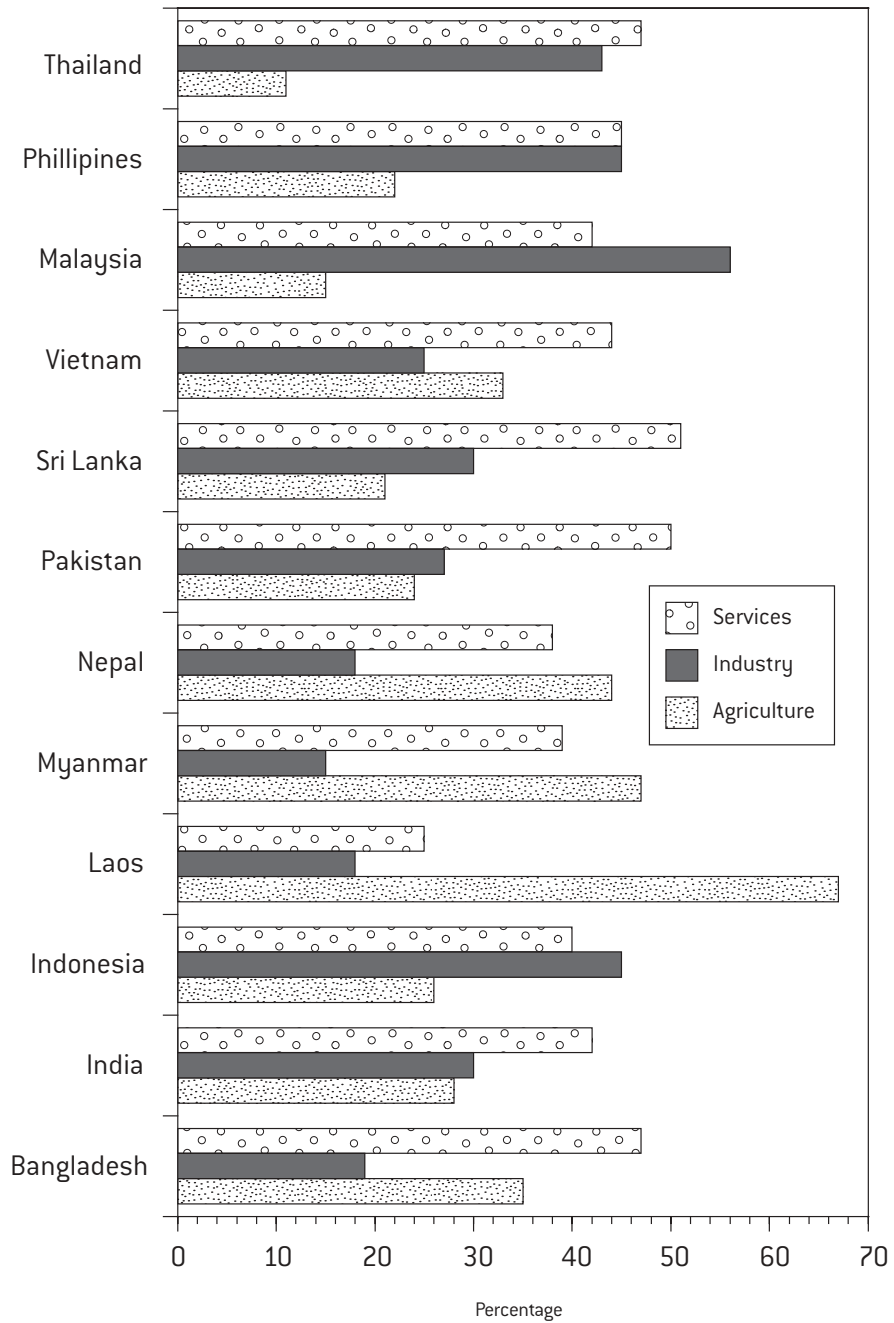 Thailand
Phillipines
Malaysia
Vietnam
Sri Lanka
Pakistan
Nepal
Myanmar
Laos
Indonesia
India
Bangladesh
Services
Industry
Agriculture
0 10 20 30 40 50 60 70
Percentage